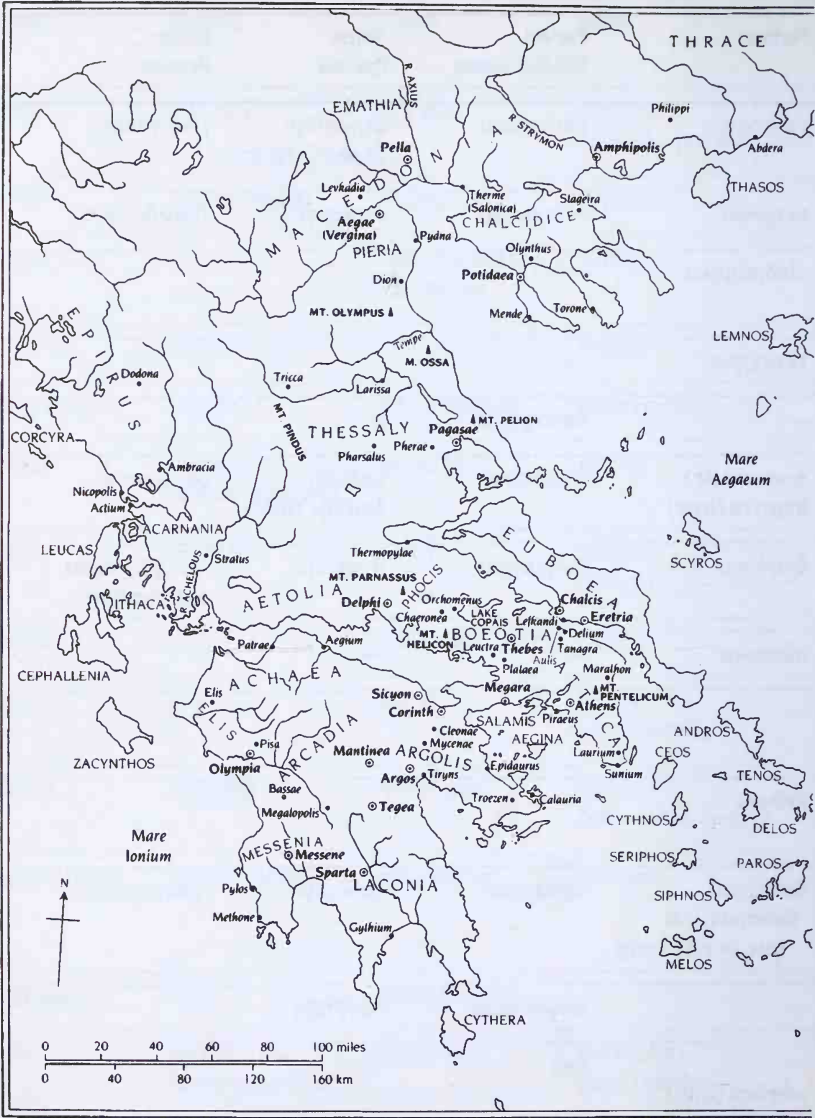 THRACE
R. AXIUS
EMATHIA
Philippi
R. STRYMON
Pella
Amphipolis
Abdera
MACEDONIA
Levkadia
Therme
(Salonica)
Stageira
THASOS
Aegae
(Vergina)
CHALCIDICE
PIERIA
Pydna
Olynthus
Dion
Potidaea
MT. OLYMPUS
Mende
Torone
EPIRUS
Tempe
LEMNOS
M. OSSA
Dodona
Tricca
Larissa
MT. PINDUS
MT. PELION
CORCYRA
THESSALY
Pagasae
Pharsalus
Pherae
Mare
Aegaeum
Ambracia
Nicopolis
Actium
ACARNANIA
EUBOEA
LEUCAS
Stratus
Thermopylae
SCYROS
R. ACHELOUS
MT. PARNASSUS
PHOCIS
ITHACA
AETOLIA
Delphi
Orchomenus
Chalcis
Chaeronea
LAKE
COPAIS
Lefkandi
Eretria
MT.
HELICON
BOEOTIA
Delium
Patrae
Aegium
Leuctra
Thebes
Tanagra
Aulis
CEPHALLENIA
Plataea
ATTICA
Marathon
ACHAEA
MT.
PENTELICUM
Elis
Sicyon
Megara
ELIS
Corinth
Athens
SALAMIS
Piraeus
ANDROS
ARCADIA
Cleonae
AEGINA
Pisa
Mycenae
Laurium
CEOS
ZACYNTHOS
Mantinea
ARGOLIS
Olympia
Epidaurus
Sunium
TENOS
Argos
Tiryns
Bassae
Troezen
Calauria
Megalopolis
Tegea
CYTHNOS
DELOS
Mare
Ionium
MESSENIA
SERIPHOS
PAROS
Messene
Sparta
LACONIA
N
Pylos
SIPHNOS
Methone
Gythium
MELOS
CYTHERA
0 20 40 60 80 100 miles
0 40 80 120 160 km